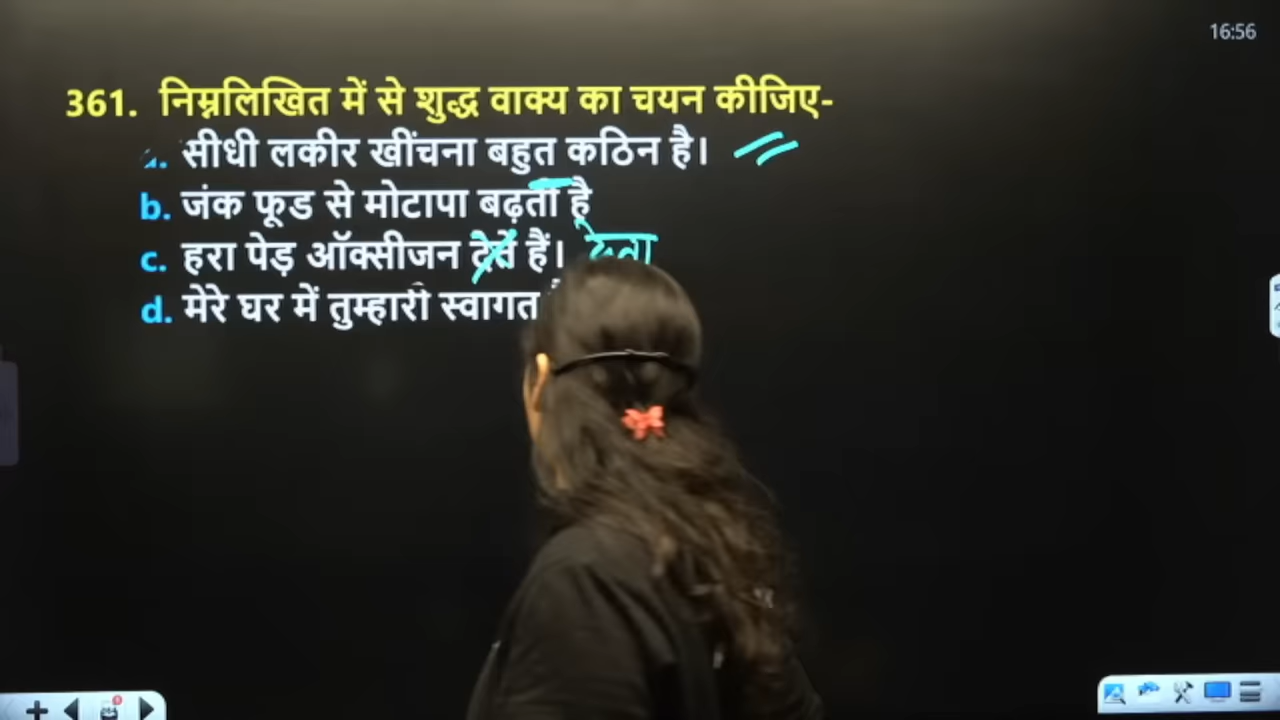 16:56
361. निम्नलिखित में से शुद्ध वाक्य का चयन कीजिए-
a. सीधी लकीर खींचना बहुत कठिन है।
b. जंक फूड से मोटापा बढ़ता है
c. हरा पेड़ ऑक्सीजन देते हैं। देता
d. मेरे घर में तुम्हारी स्वागत